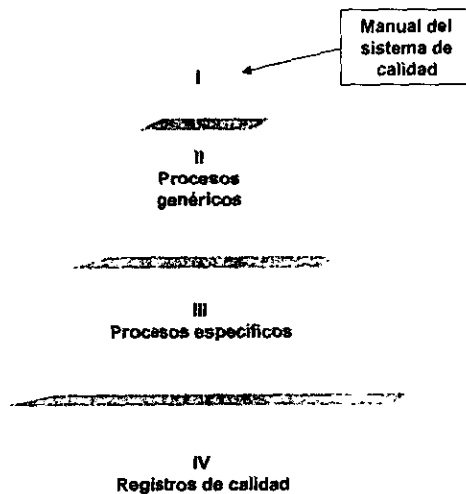 Manual del
sistema de
calidad
I
II
Procesos
genéricos
III
Procesos específicos
IV
Registros de calidad